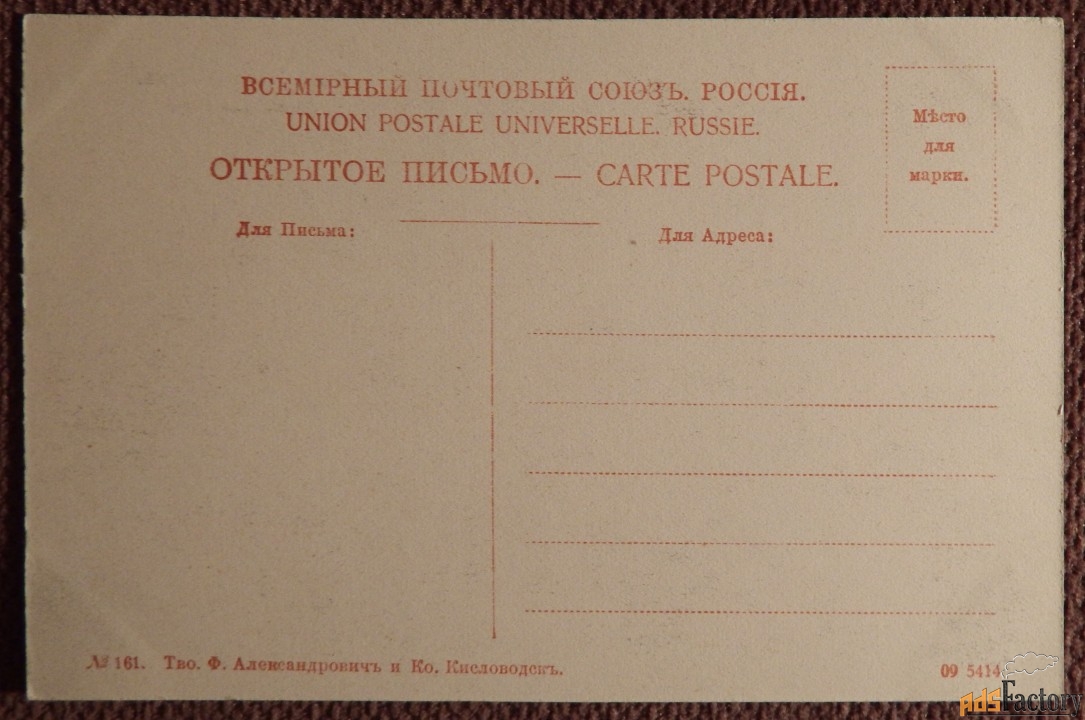 ВСЕМІРНЫЙ ПОЧТОВЫЙ СОЮЗЪ. РОССІЯ.
UNION POSTALE UNIVERSELLE. RUSSIE.
ОТКРЫТОЕ ПИСЬМО. — CARTE POSTALE.
Мѣсто
для
марки.
Для Письма:
Для Адреса:
№ 161. Тво. Ф. Александровичъ и Ко. Кисловодскъ.
09 5414
AdsFactory